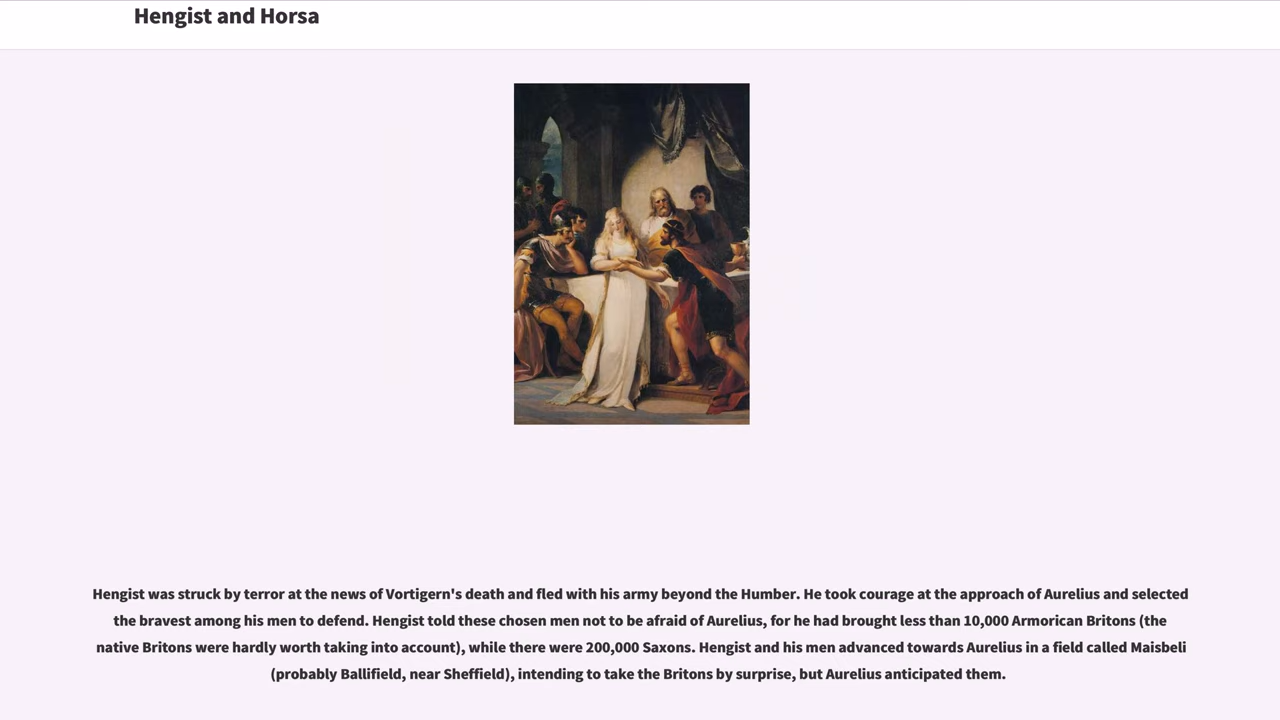 Hengist and Horsa
Hengist was struck by terror at the news of Vortigern's death and fled with his army beyond the Humber. He took courage at the approach of Aurelius and selected
the bravest among his men to defend. Hengist told these chosen men not to be afraid of Aurelius, for he had brought less than 10,000 Armorican Britons (the
native Britons were hardly worth taking into account), while there were 200,000 Saxons. Hengist and his men advanced towards Aurelius in a field called Maisbeli
(probably Ballifield, near Sheffield), intending to take the Britons by surprise, but Aurelius anticipated them.